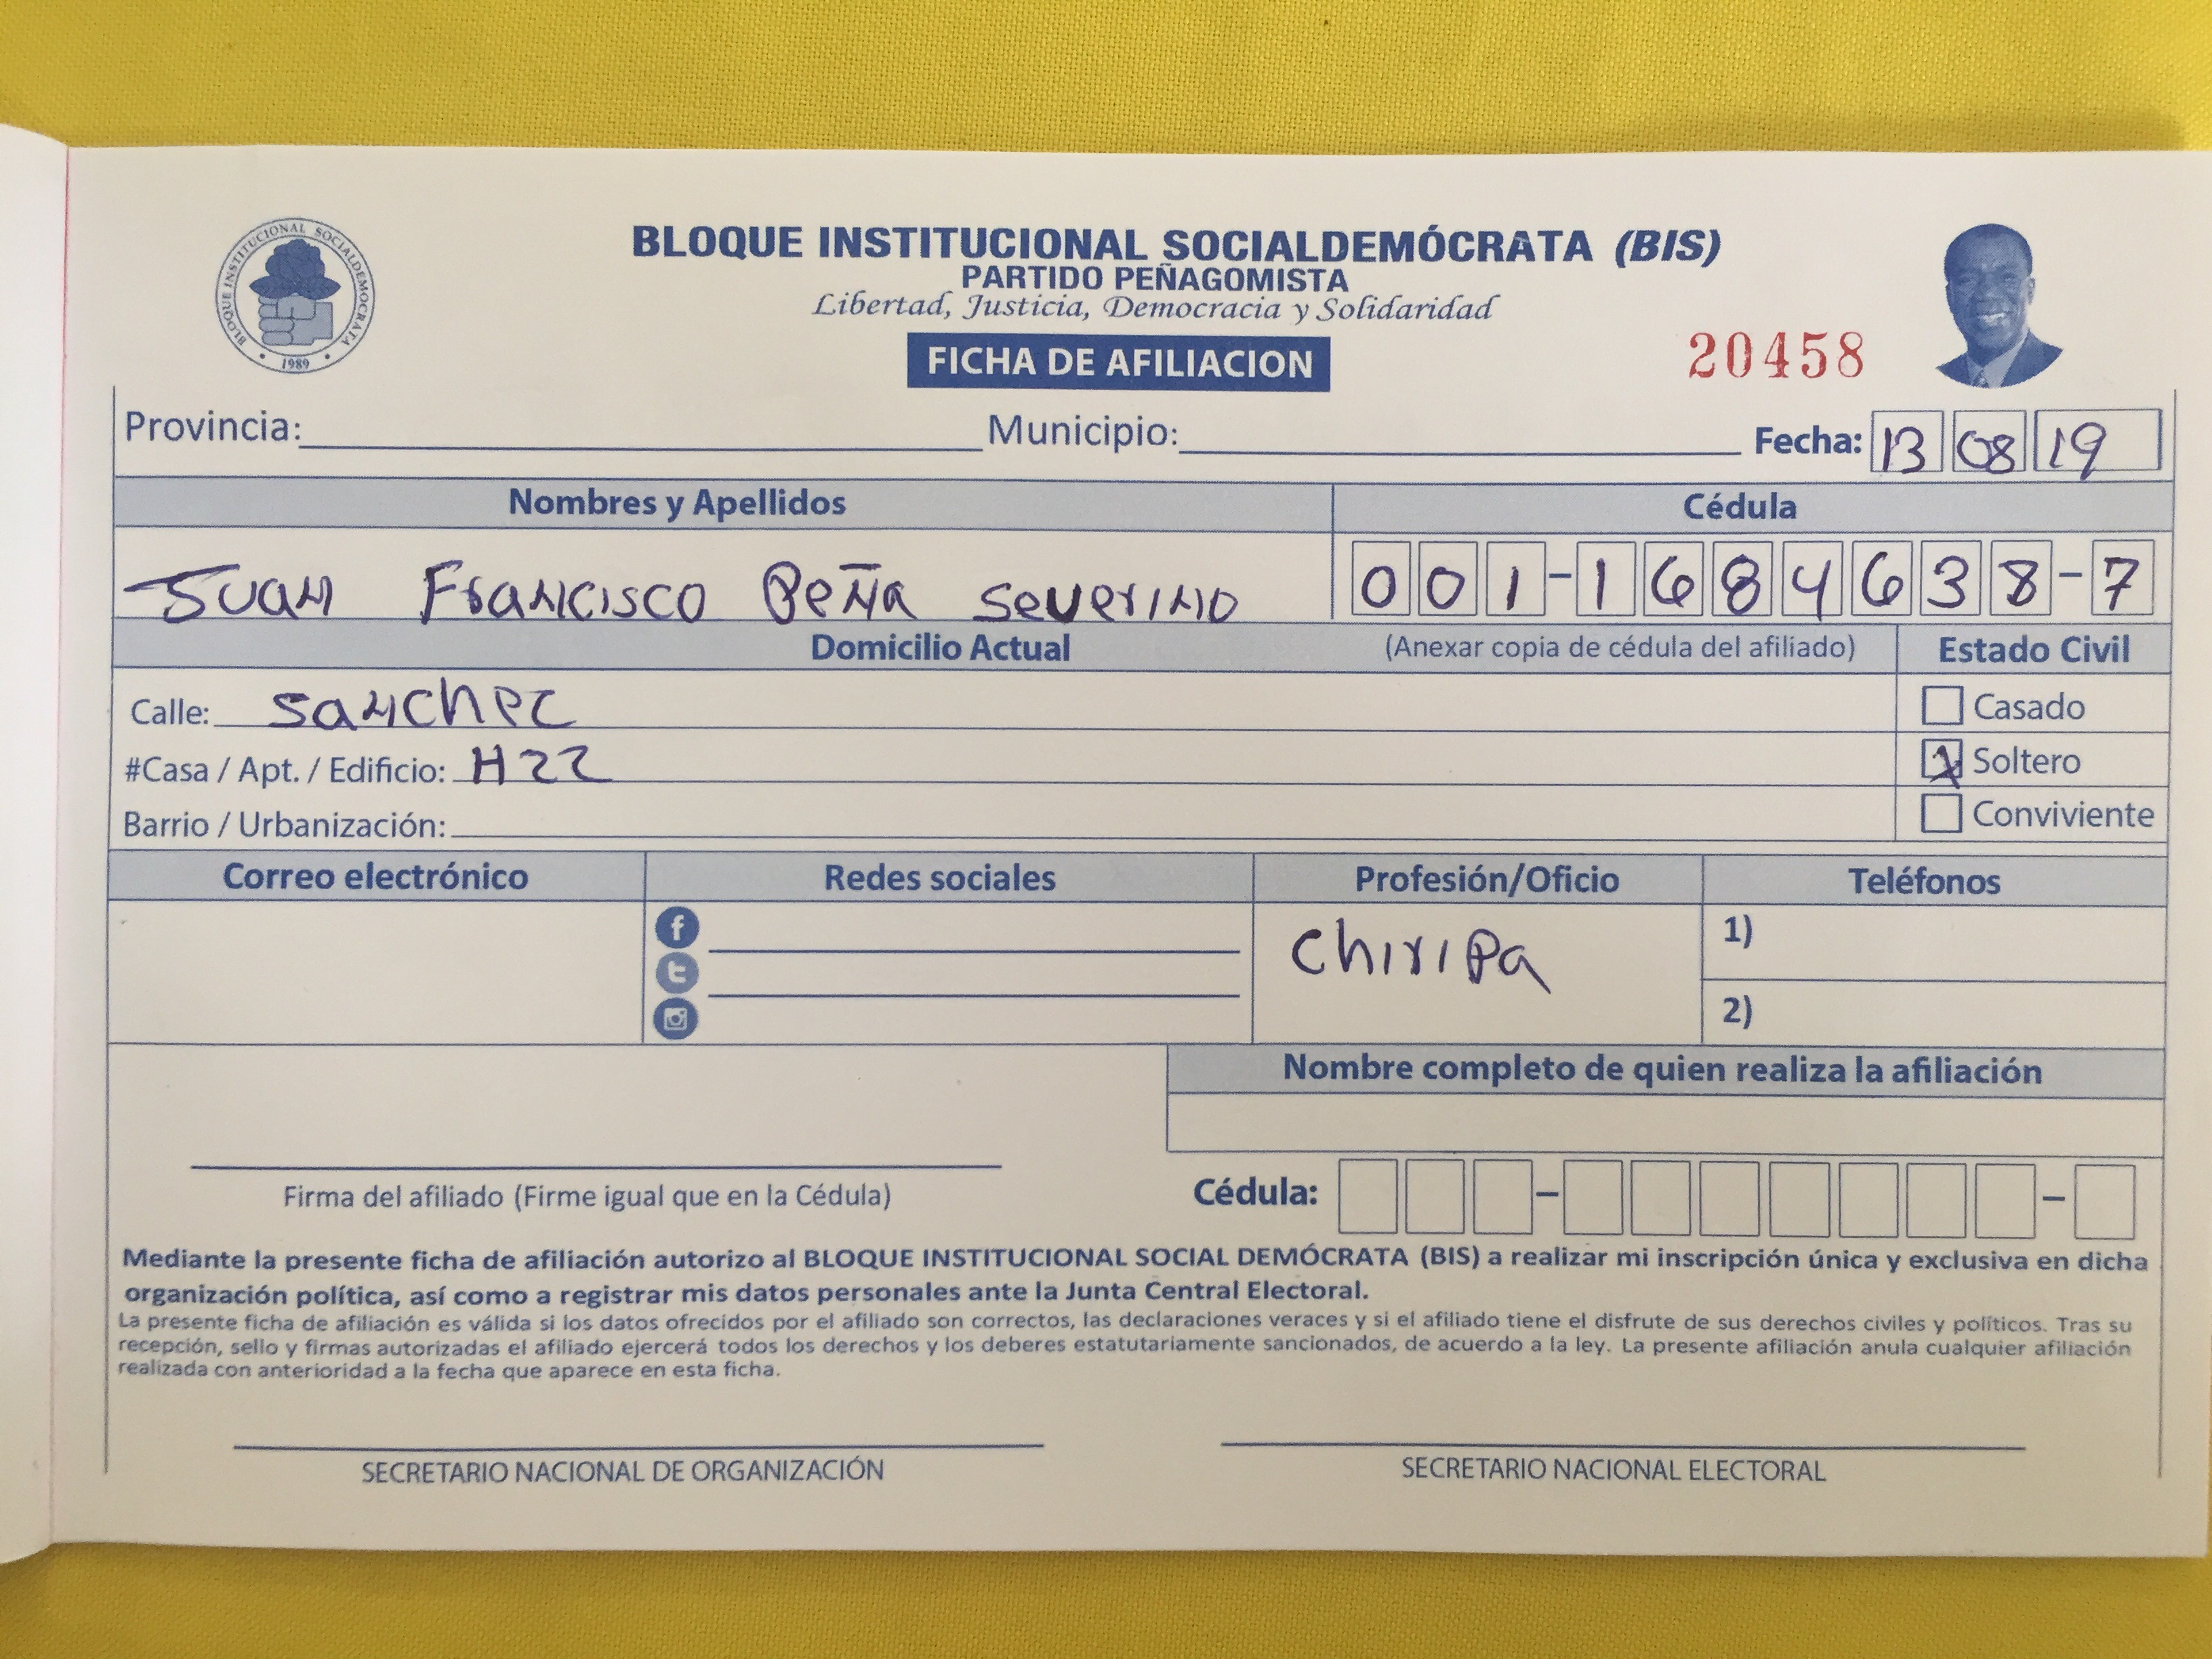 BLOQUE INSTITUCIONAL SOCIALDEMOCRATA
1989
BLOQUE INSTITUCIONAL SOCIALDEMÓCRATA (BIS)
PARTIDO PEÑAGOMISTA
Libertad, Justicia, Democracia y Solidaridad
FICHA DE AFILIACION
20458
Provincia: Municipio: Fecha: 13 08 19
Nombres y Apellidos Cédula
Juan Francisco Peña Severino 001-1684638-7
Domicilio Actual (Anexar copia de cédula del afiliado) Estado Civil
Calle: Sanchez Casado
#Casa / Apt. / Edificio: H22 X Soltero
Barrio / Urbanización: Conviviente
Correo electrónico Redes sociales Profesión/Oficio Teléfonos
f Chiripa 1)
t
2)
Nombre completo de quien realiza la afiliación
Firma del afiliado (Firme igual que en la Cédula) Cédula: – –
Mediante la presente ficha de afiliación autorizo al BLOQUE INSTITUCIONAL SOCIAL DEMÓCRATA (BIS) a realizar mi inscripción única y exclusiva en dicha
organización política, así como a registrar mis datos personales ante la Junta Central Electoral.
La presente ficha de afiliación es válida si los datos ofrecidos por el afiliado son correctos, las declaraciones veraces y si el afiliado tiene el disfrute de sus derechos civiles y políticos. Tras su
recepción, sello y firmas autorizadas el afiliado ejercerá todos los derechos y los deberes estatutariamente sancionados, de acuerdo a la ley. La presente afiliación anula cualquier afiliación
realizada con anterioridad a la fecha que aparece en esta ficha.
SECRETARIO NACIONAL DE ORGANIZACIÓN SECRETARIO NACIONAL ELECTORAL